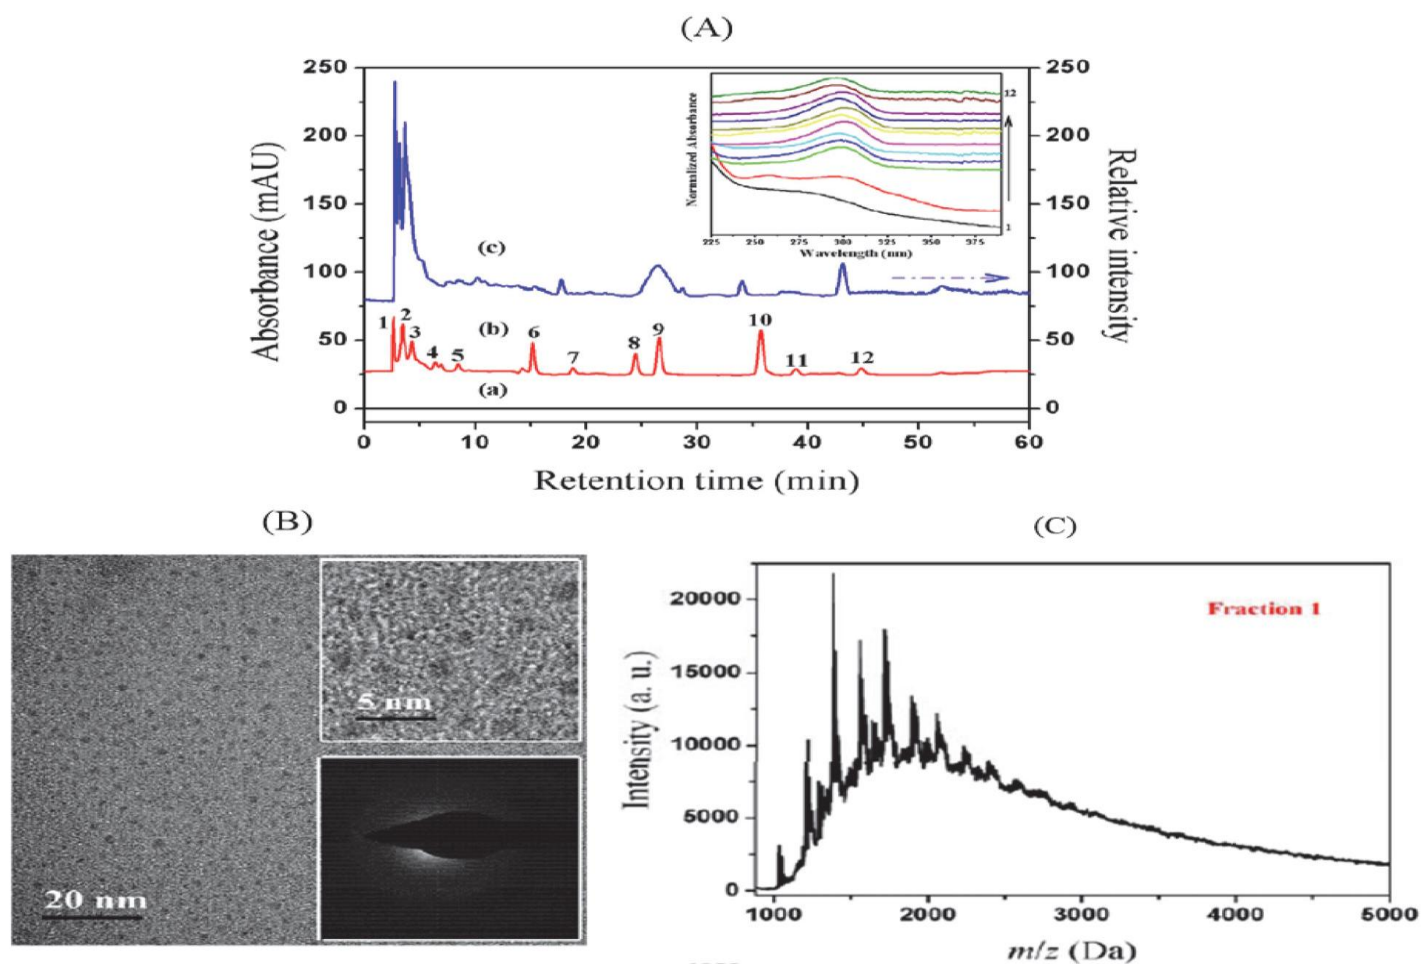 (A)
250
200
150
100
50
0
Absorbance (mAU)
250
200
150
100
50
0
Relative intensity
Normalized Absorbance
12
1
225 250 275 300 325 350 375
Wavelength (nm)
(c)
(b)
(a)
1 2 3 4 5 6 7 8 9 10 11 12
0 10 20 30 40 50 60
Retention time (min)
(B)
5 nm
20 nm
(C)
Fraction 1
20000
15000
10000
5000
0
Intensity (a. u.)
1000 2000 3000 4000 5000
m/z (Da)